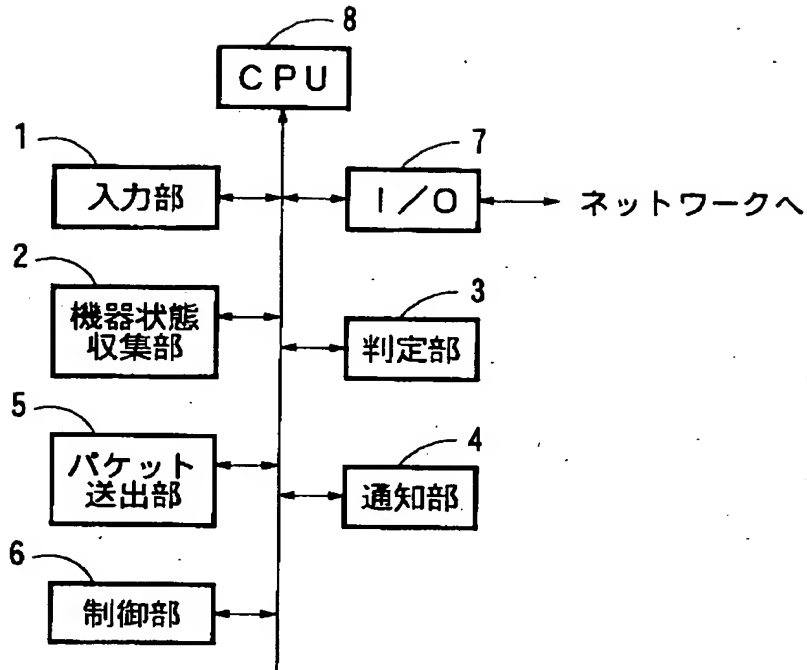 8
CPU
1
入力部
7
I/O
ネットワークへ
2
機器状態
収集部
3
判定部
5
パケット
送出部
4
通知部
6
制御部